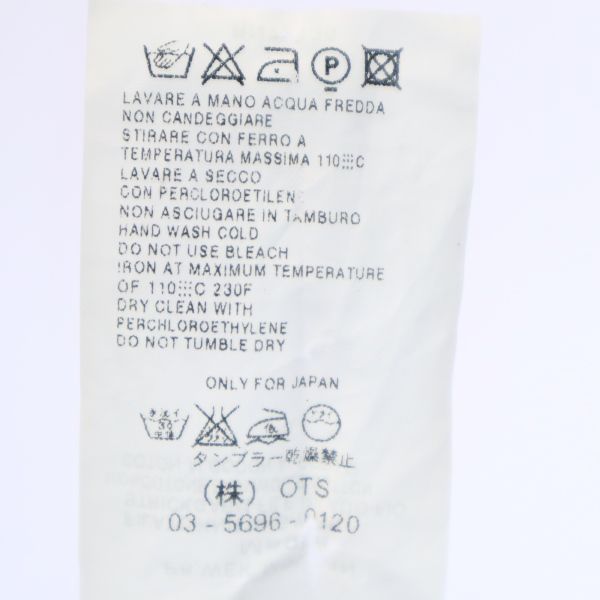 P
LAVARE A MANO ACQUA FREDDA
NON CANDEGGIARE
STIRARE CON FERRO A
TEMPERATURA MASSIMA 110 C
LAVARE A SECCO
CON PERCLOROETILENE
NON ASCIUGARE IN TAMBURO
HAND WASH COLD
DO NOT USE BLEACH
IRON AT MAXIMUM TEMPERATURE
OF 110 C 230F
DRY CLEAN WITH
PERCHLOROETHYLENE
DO NOT TUMBLE DRY
ONLY FOR JAPAN
30
タンブラー乾燥禁止
(株) OTS
03-5696-0120